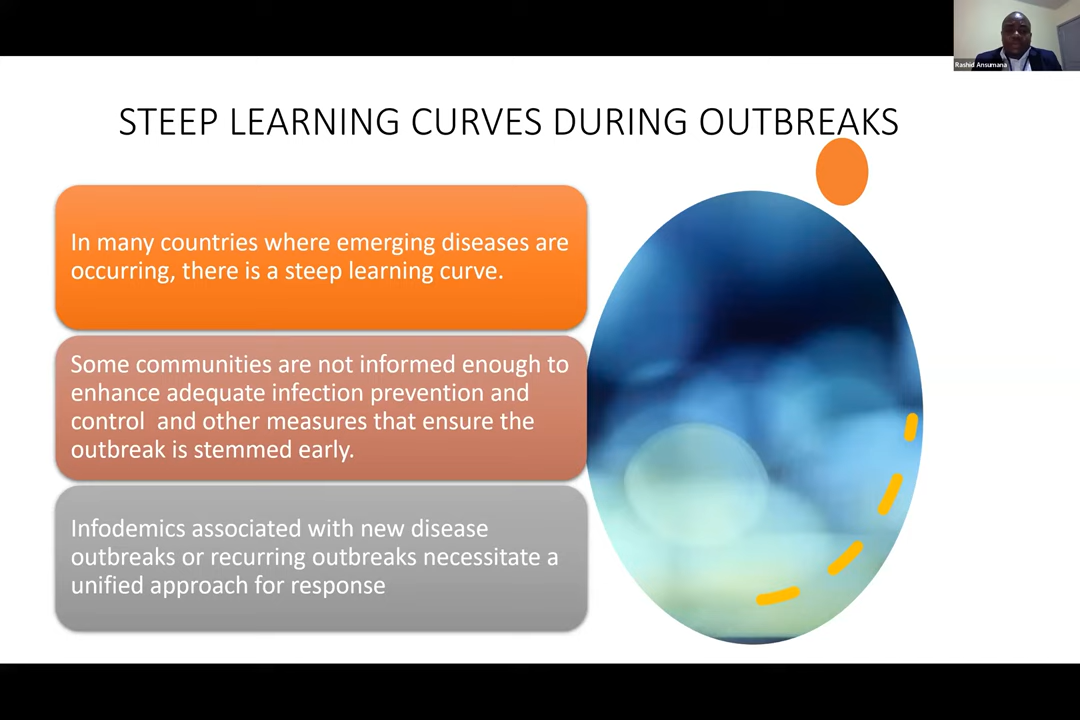 Rashid Ansumana
STEEP LEARNING CURVES DURING OUTBREAKS
In many countries where emerging diseases are
occurring, there is a steep learning curve.
Some communities are not informed enough to
enhance adequate infection prevention and
control  and other measures that ensure the
outbreak is stemmed early.
Infodemics associated with new disease
outbreaks or recurring outbreaks necessitate a
unified approach for response